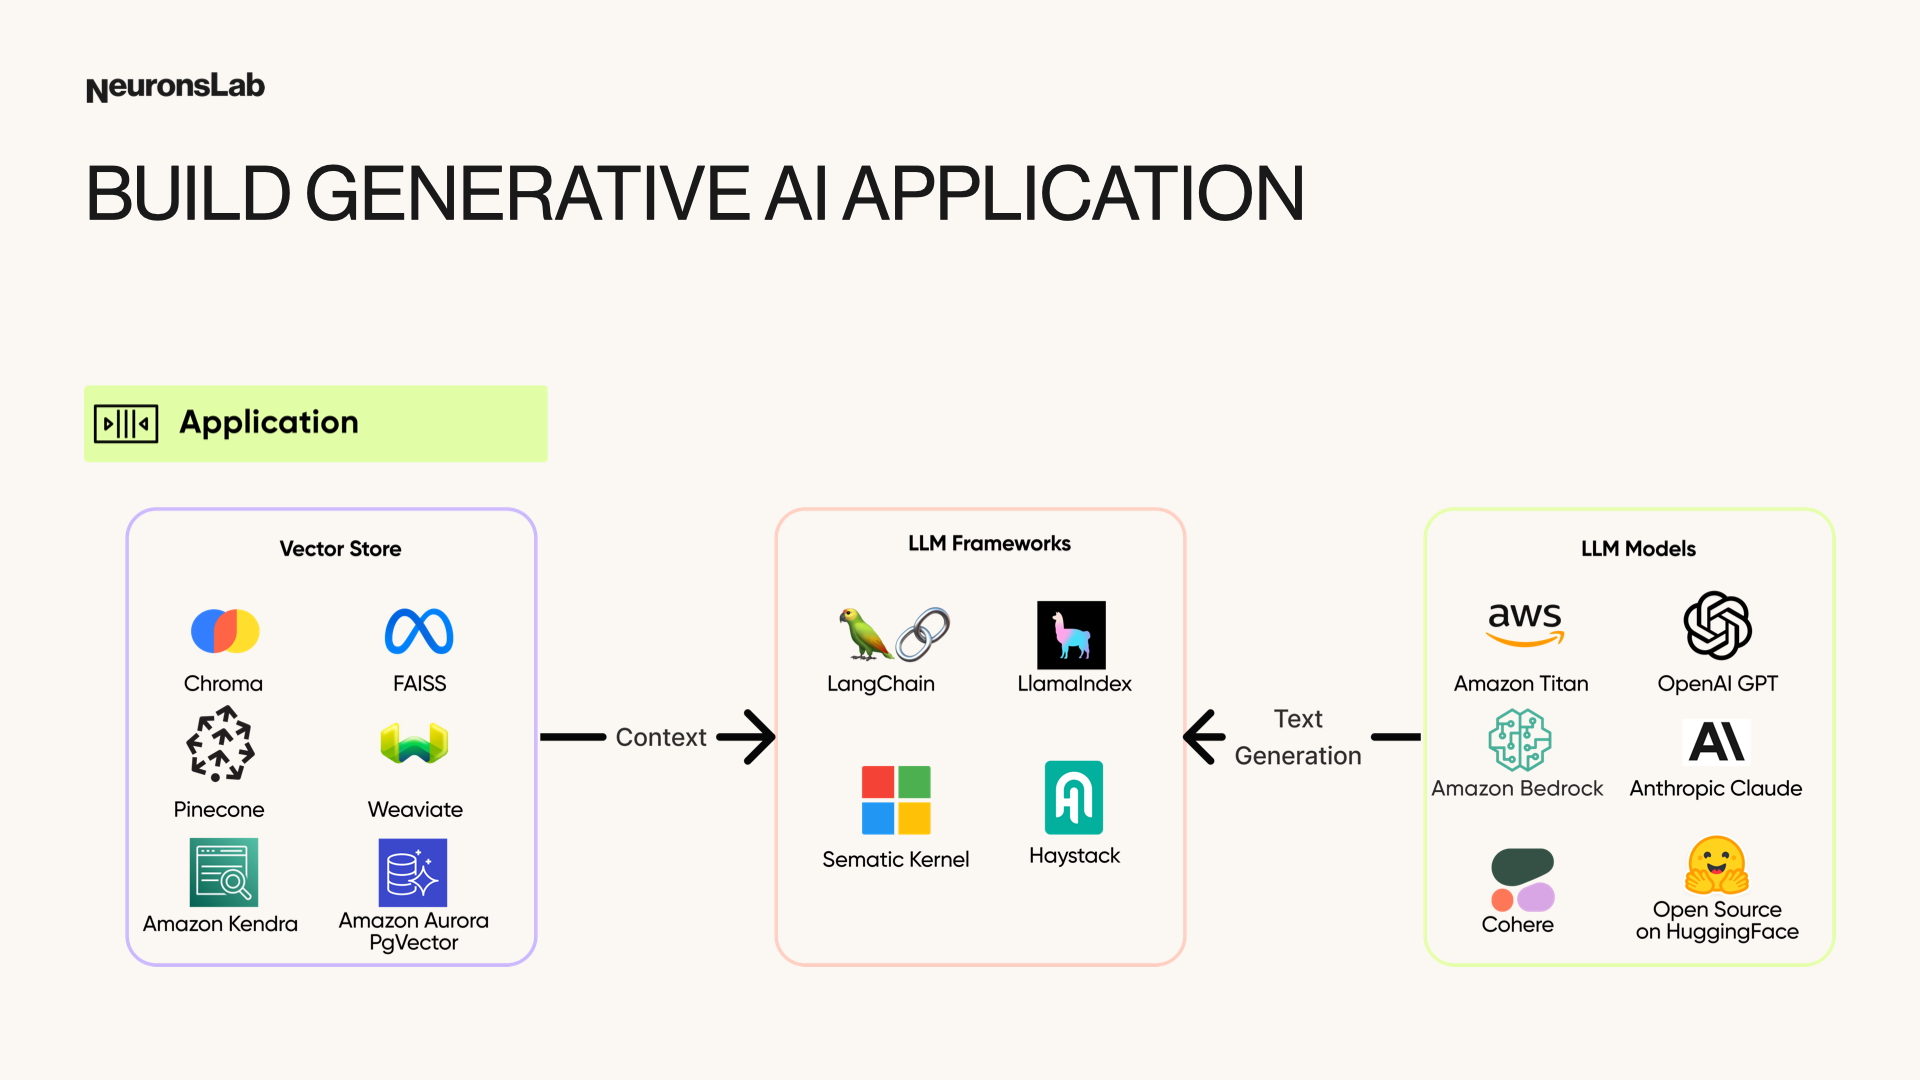 NeuronsLab
BUILD GENERATIVE AI APPLICATION
Application
Vector Store
Chroma
FAISS
Pinecone
Weaviate
Amazon Kendra
Amazon Aurora
PgVector
Context
LLM Frameworks
LangChain
LlamaIndex
Sematic Kernel
Haystack
Text
Generation
LLM Models
aws
Amazon Titan
OpenAI GPT
Amazon Bedrock
AI
Anthropic Claude
Cohere
Open Source
on HuggingFace